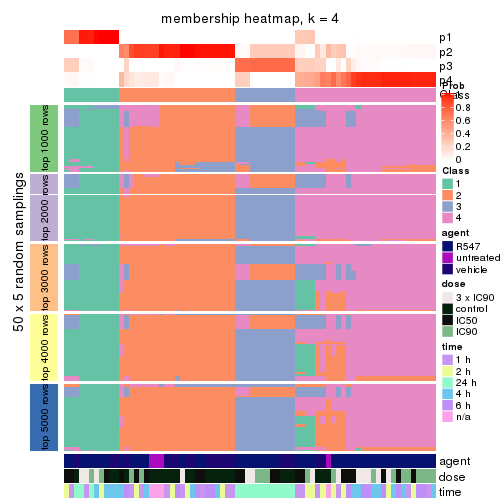 membership heatmap, k = 4
p1
p2
p3
p4
Prob
0.8
0.6
0.4
0.2
0
Class
1
2
3
4
agent
R547
untreated
vehicle
dose
3 x IC90
control
IC50
IC90
time
1 h
2 h
24 h
4 h
6 h
n/a
50 x 5 random samplings
top 1000 rows
top 2000 rows
top 3000 rows
top 4000 rows
top 5000 rows
agent
dose
time